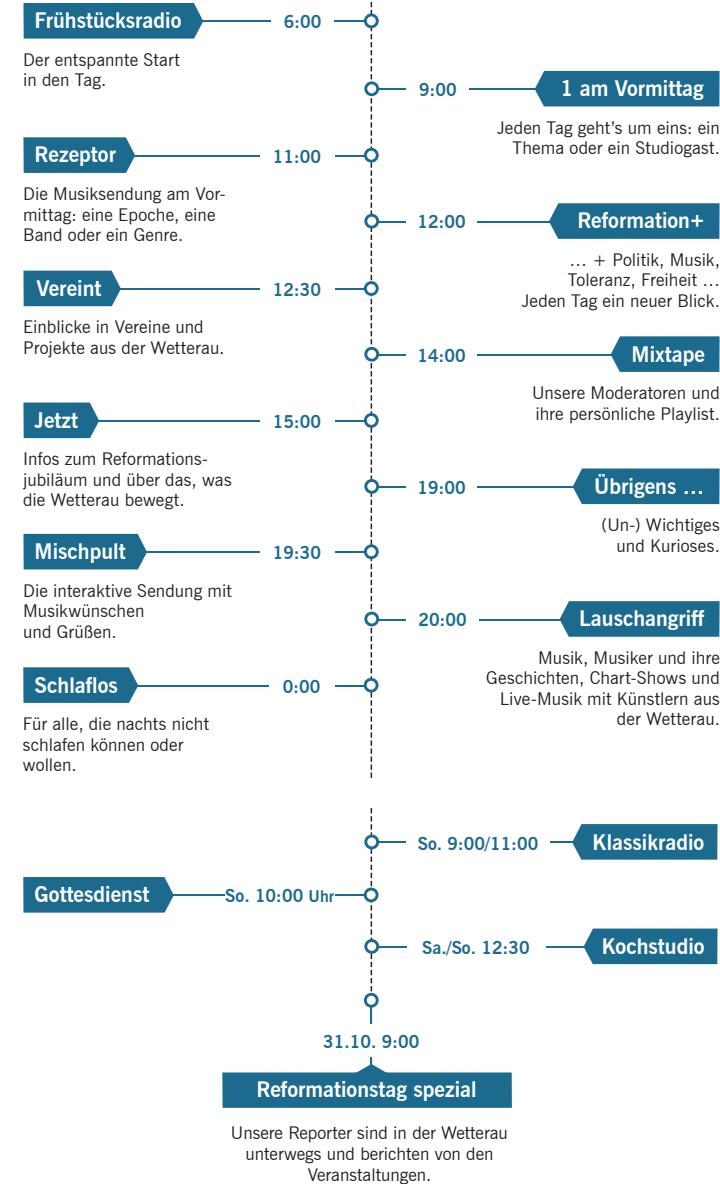 Frühstücksradio 6:00
Der entspannte Start
in den Tag.
9:00 1 am Vormittag
Jeden Tag geht's um eins: ein
Thema oder ein Studiogast.
Rezeptor 11:00
Die Musiksendung am Vor-
mittag: eine Epoche, eine
Band oder ein Genre.
12:00 Reformation+
… + Politik, Musik,
Toleranz, Freiheit …
Jeden Tag ein neuer Blick.
Vereint 12:30
Einblicke in Vereine und
Projekte aus der Wetterau.
14:00 Mixtape
Unsere Moderatoren und
ihre persönliche Playlist.
Jetzt 15:00
Infos zum Reformations-
jubiläum und über das, was
die Wetterau bewegt.
19:00 Übrigens …
(Un-) Wichtiges
und Kurioses.
Mischpult 19:30
Die interaktive Sendung mit
Musikwünschen
und Grüßen.
20:00 Lauschangriff
Musik, Musiker und ihre
Geschichten, Chart-Shows und
Live-Musik mit Künstlern aus
der Wetterau.
Schlaflos 0:00
Für alle, die nachts nicht
schlafen können oder
wollen.
So. 9:00/11:00 Klassikradio
Gottesdienst So. 10:00 Uhr
Sa./So. 12:30 Kochstudio
31.10. 9:00
Reformationstag spezial
Unsere Reporter sind in der Wetterau
unterwegs und berichten von den
Veranstaltungen.